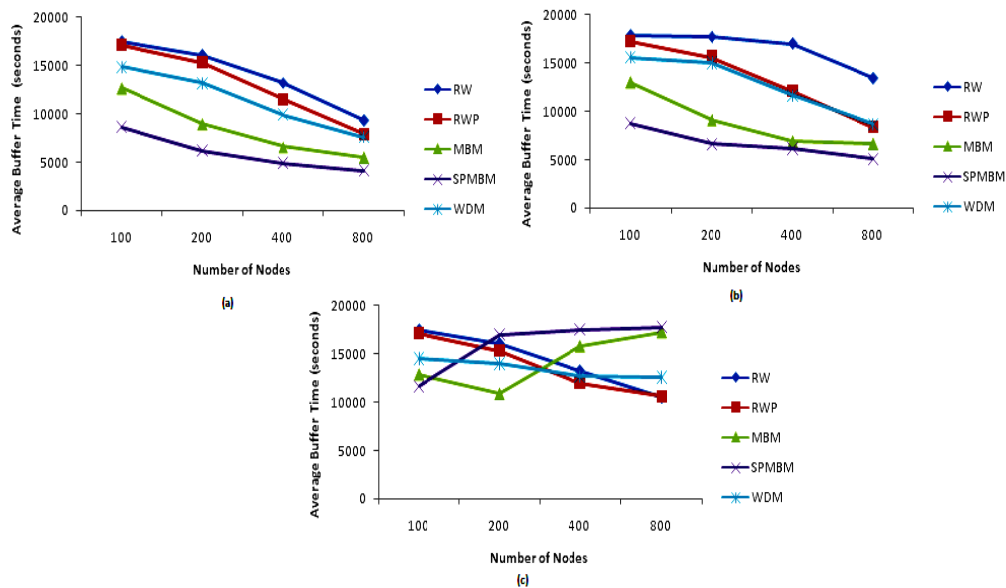 Average Buffer Time (seconds)
20000
15000
10000
5000
0
100 200 400 800
Number of Nodes
RW
RWP
MBM
SPMBM
WDM
(a)
Average Buffer Time (seconds)
20000
15000
10000
5000
0
100 200 400 800
Number of Nodes
RW
RWP
MBM
SPMBM
WDM
(b)
Average Buffer Time (seconds)
20000
15000
10000
5000
0
100 200 400 800
Number of Nodes
RW
RWP
MBM
SPMBM
WDM
(c)